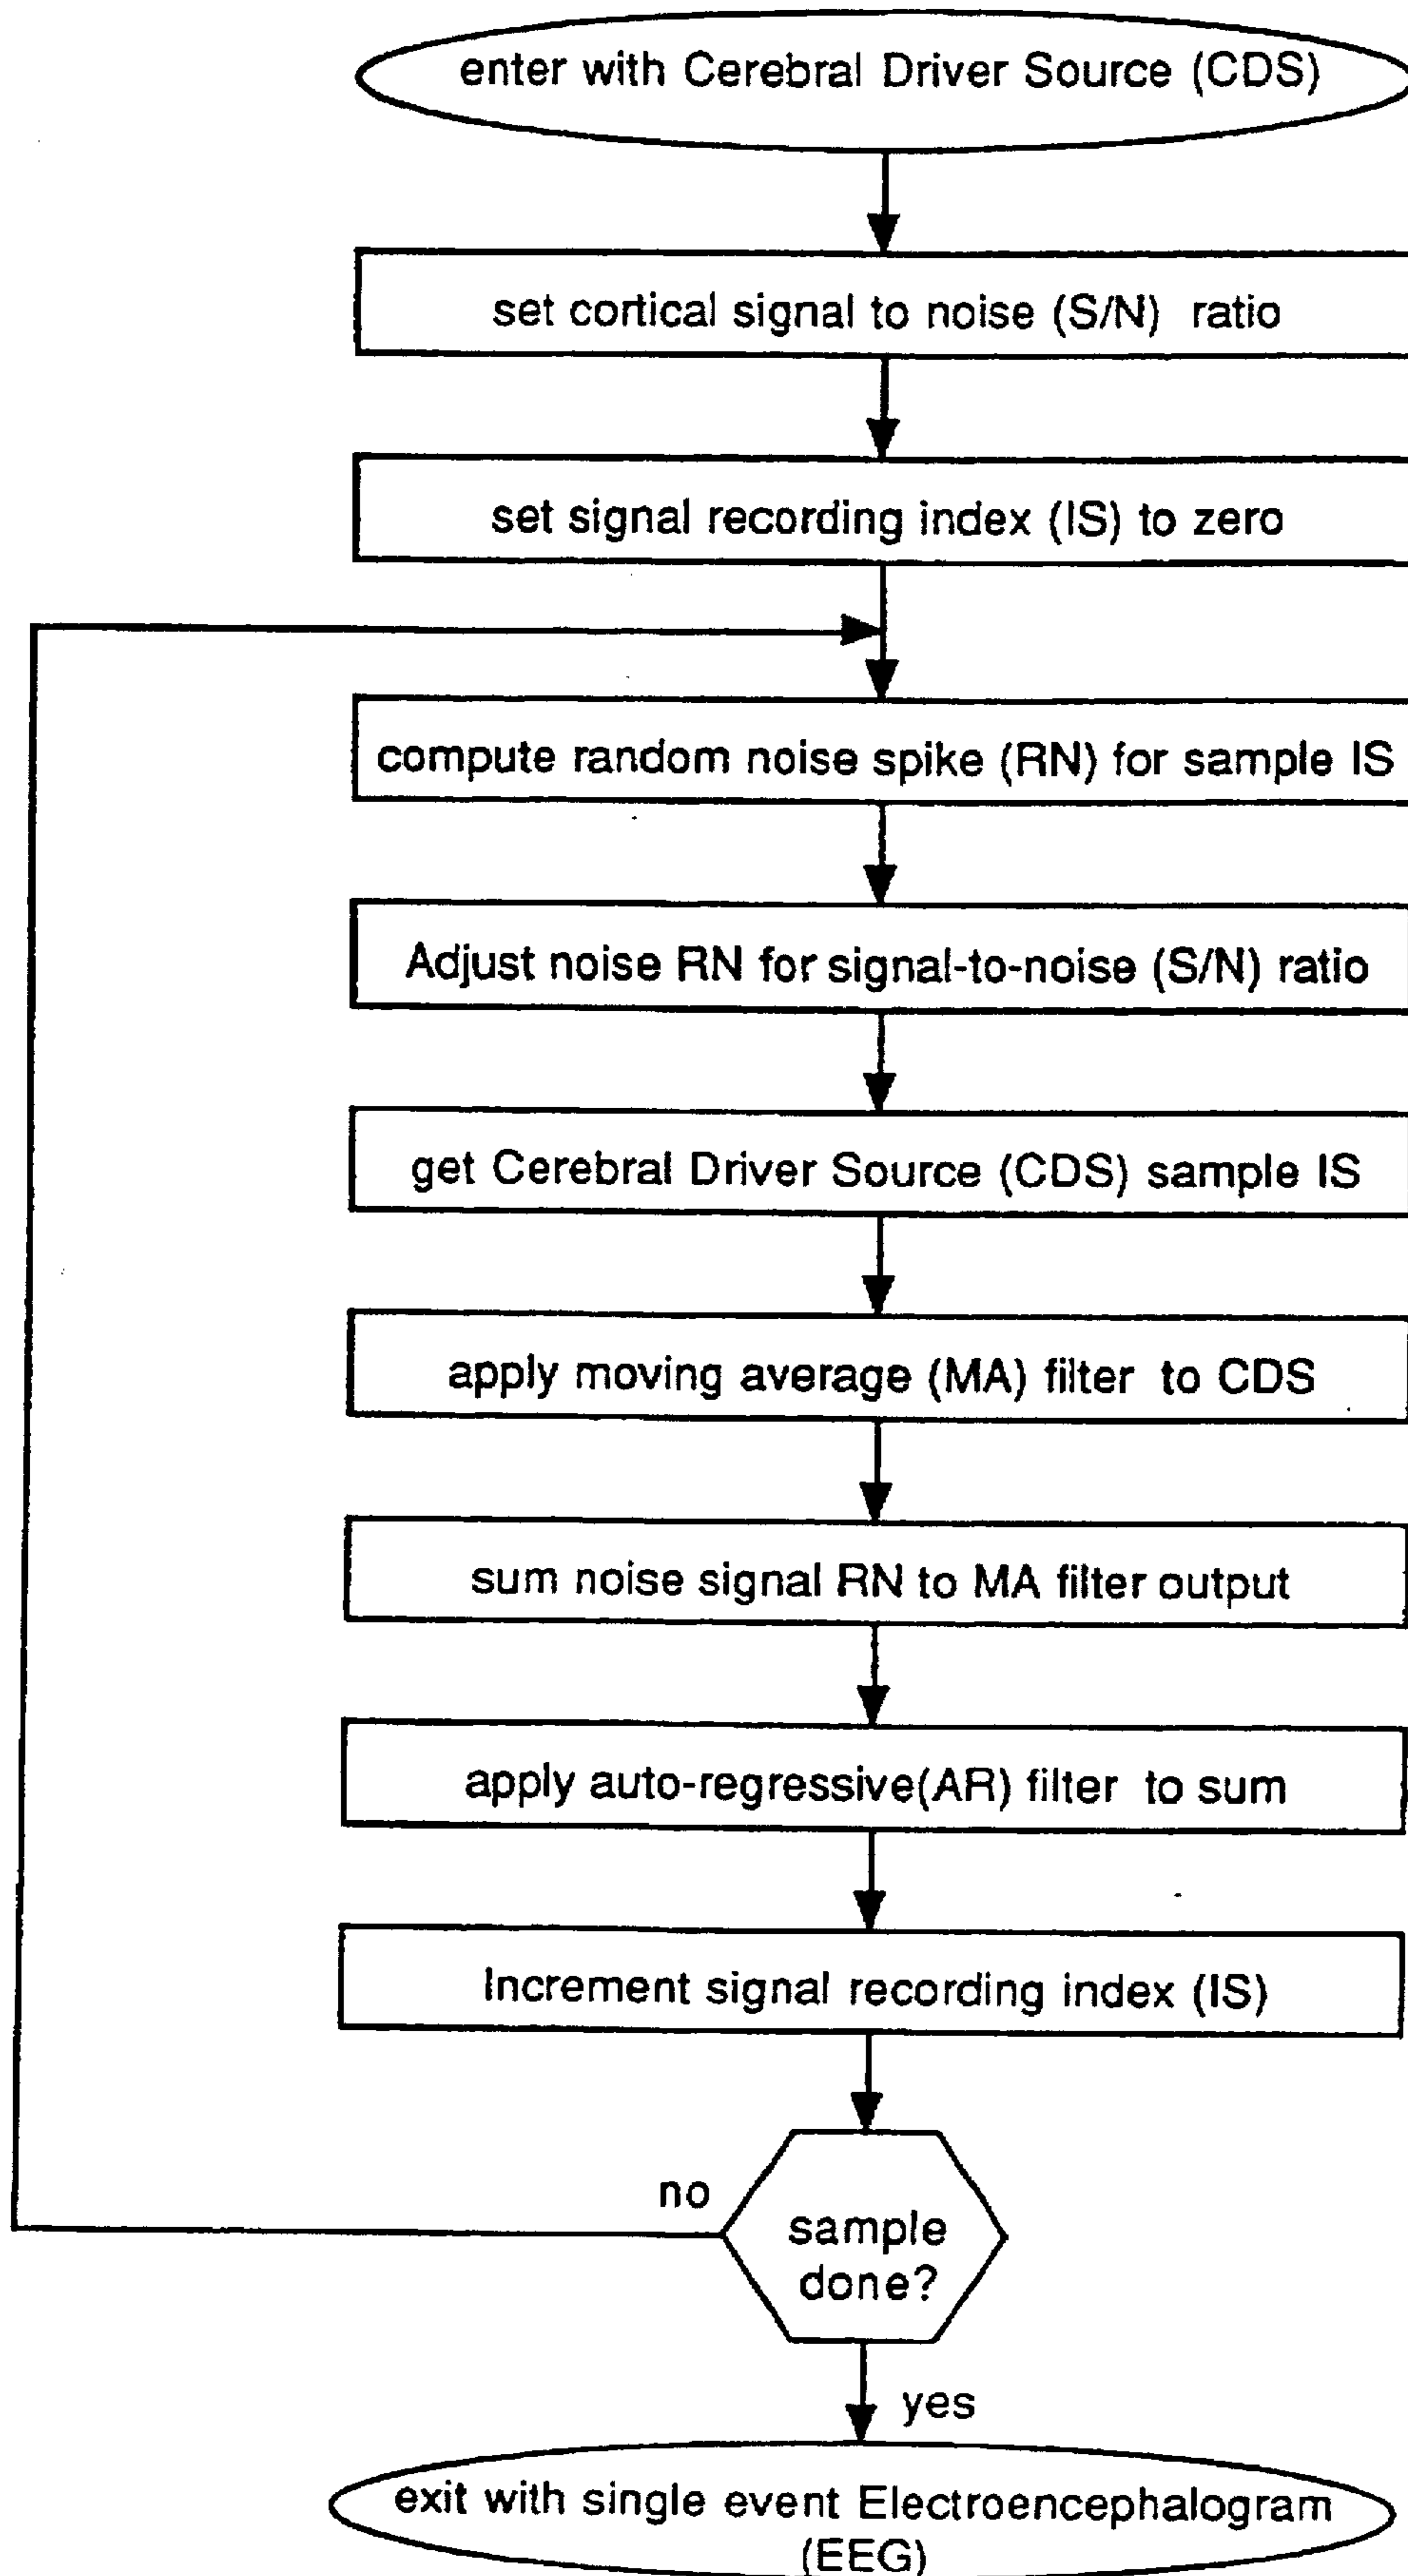 enter with Cerebral Driver Source (CDS)
set cortical signal to noise (S/N) ratio
set signal recording index (IS) to zero
compute random noise spike (RN) for sample IS
Adjust noise RN for signal-to-noise (S/N) ratio
get Cerebral Driver Source (CDS) sample IS
apply moving average (MA) filter to CDS
sum noise signal RN to MA filter output
apply auto-regressive(AR) filter to sum
Increment signal recording index (IS)
no
sample
done?
yes
exit with single event Electroencephalogram
(EEG)